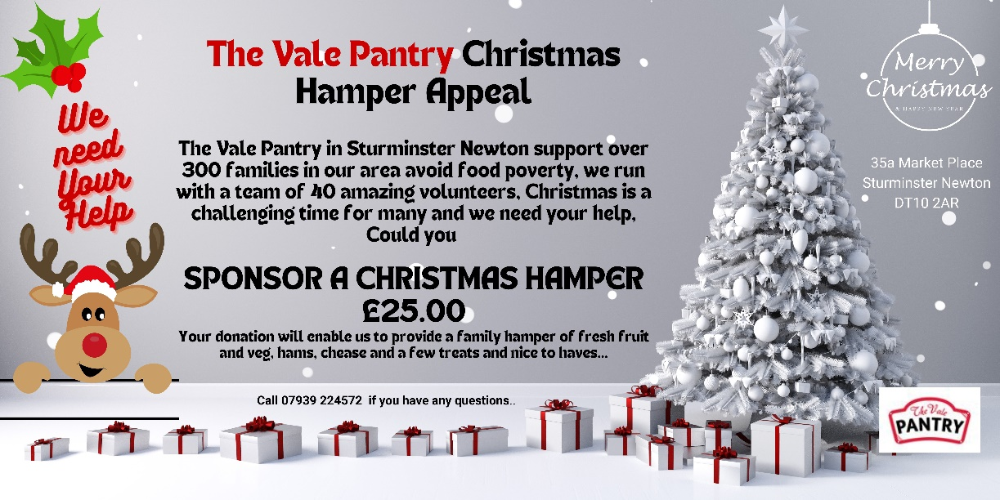 The Vale Pantry Christmas
Hamper Appeal
We
need
Your
Help
The Vale Pantry in Sturminster Newton support over
300 families in our area avoid food poverty, we run
with a team of 40 amazing volunteers, Christmas is a
challenging time for many and we need your help,
Could you
SPONSOR A CHRISTMAS HAMPER
£25.00
Your donation will enable us to provide a family hamper of fresh fruit
and veg, hams, chease and a few treats and nice to haves...
Call 07939 224572 if you have any questions..
Merry
Christmas
& HAPPY NEW YEAR
35a Market Place
Sturminster Newton
DT10 2AR
The Vale
PANTRY